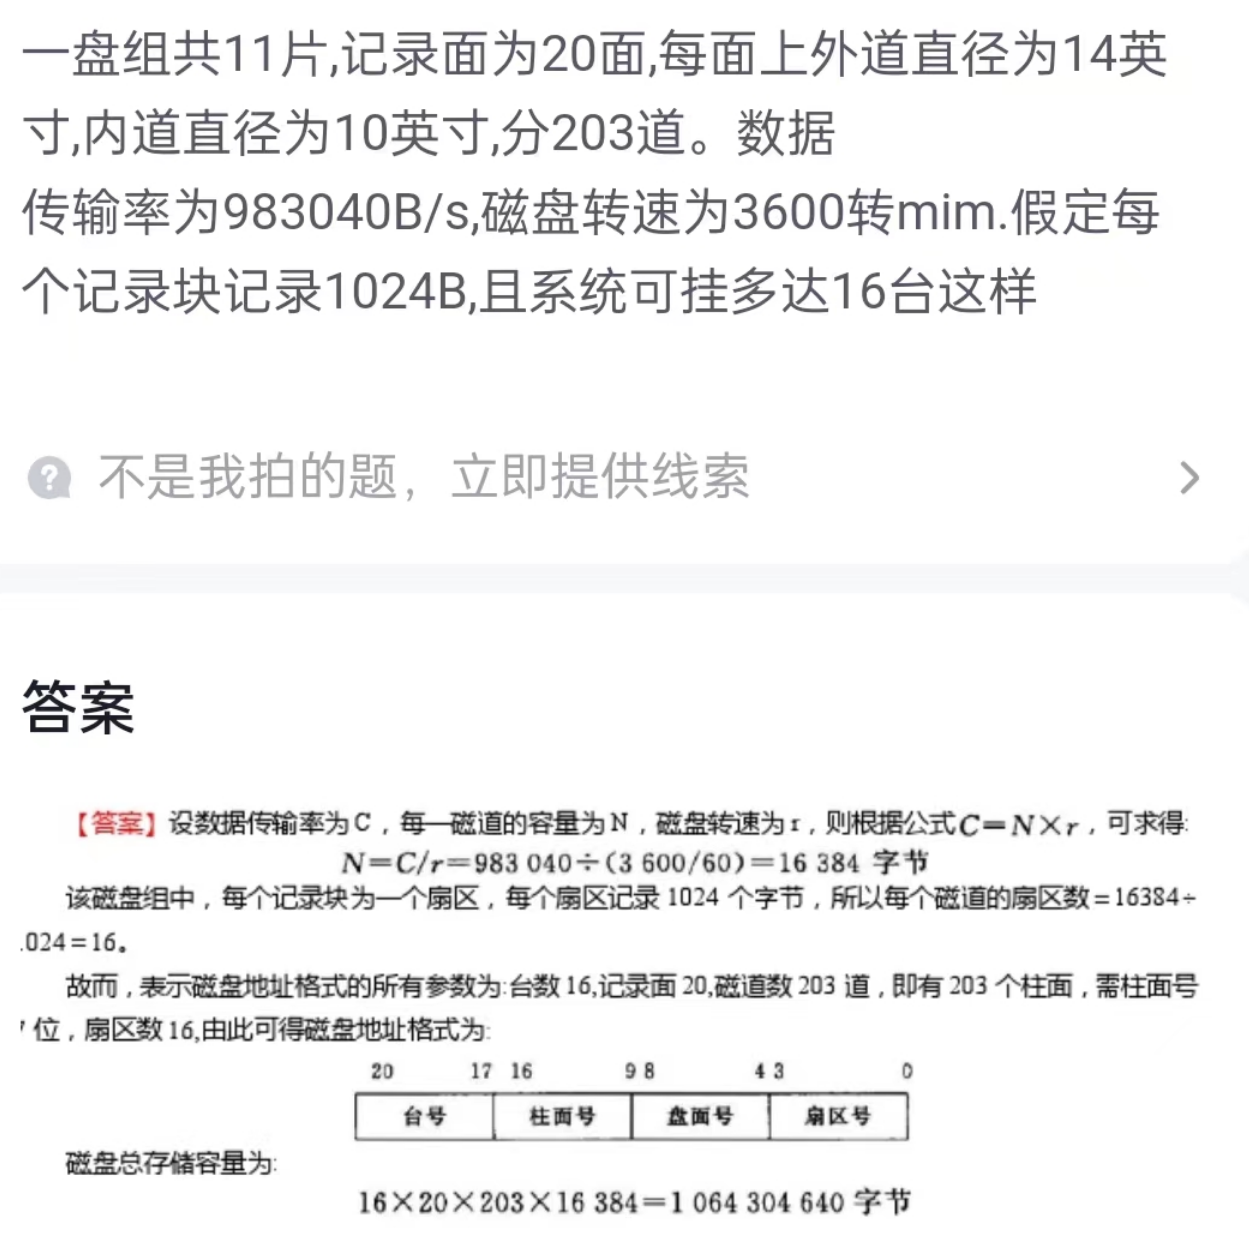 一盘组共11片,记录面为20面,每面上外道直径为14英
寸,内道直径为10英寸,分203道。数据
传输率为983040B/s,磁盘转速为3600转mim.假定每
个记录块记录1024B,且系统可挂多达16台这样
不是我拍的题，立即提供线索
答案
【答案】设数据传输率为C，每一磁道的容量为N，磁盘转速为r，则根据公式C=N×r，可求得:
N=C/r=983 040÷(3 600/60)=16 384 字节
该磁盘组中，每个记录块为一个扇区，每个扇区记录 1024 个字节，所以每个磁道的扇区数=16384÷
024=16。
故而，表示磁盘地址格式的所有参数为:台数 16,记录面 20,磁道数 203 道，即有 203 个柱面，需柱面号
位，扇区数 16,由此可得磁盘地址格式为:
20 17 16 9 8 4 3 0
台号 柱面号 盘面号 扇区号
磁盘总存储容量为:
16×20×203×16 384=1 064 304 640 字节